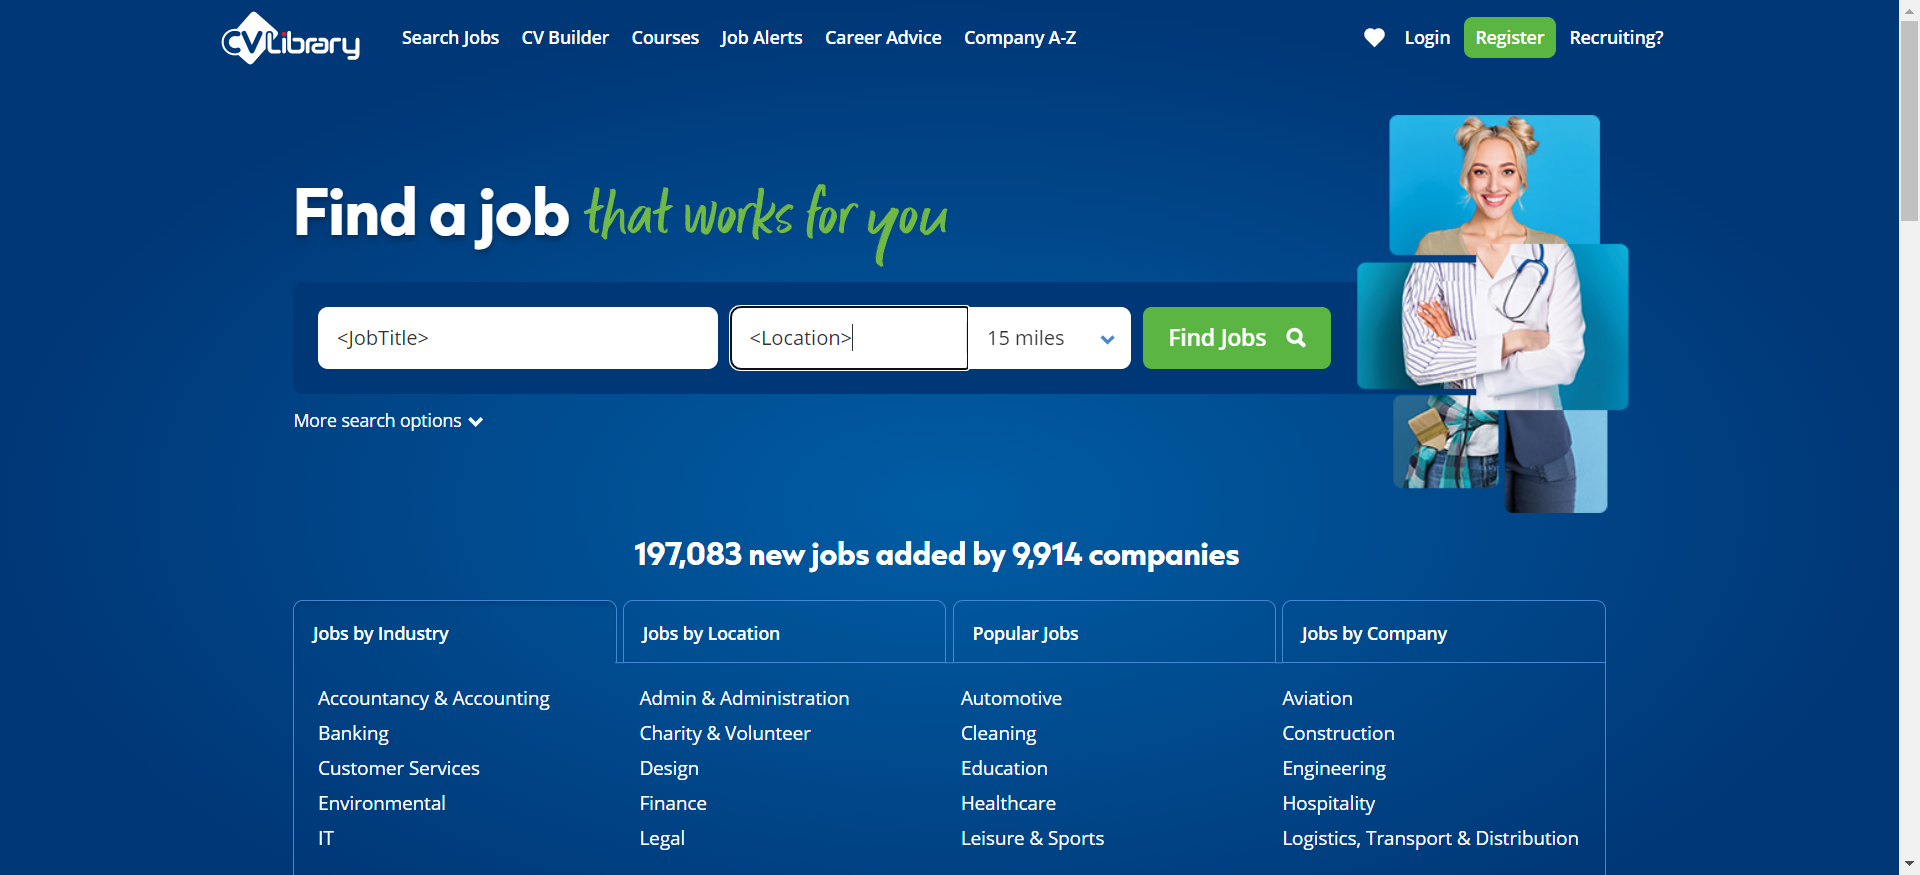 CVLibrary
Search Jobs CV Builder Courses Job Alerts Career Advice Company A-Z Login Register Recruiting?
Find a job that works for you
<JobTitle> <Location> 15 miles Find Jobs
More search options
197,083 new jobs added by 9,914 companies
Jobs by Industry Jobs by Location Popular Jobs Jobs by Company
Accountancy & Accounting Admin & Administration Automotive Aviation
Banking Charity & Volunteer Cleaning Construction
Customer Services Design Education Engineering
Environmental Finance Healthcare Hospitality
IT Legal Leisure & Sports Logistics, Transport & Distribution